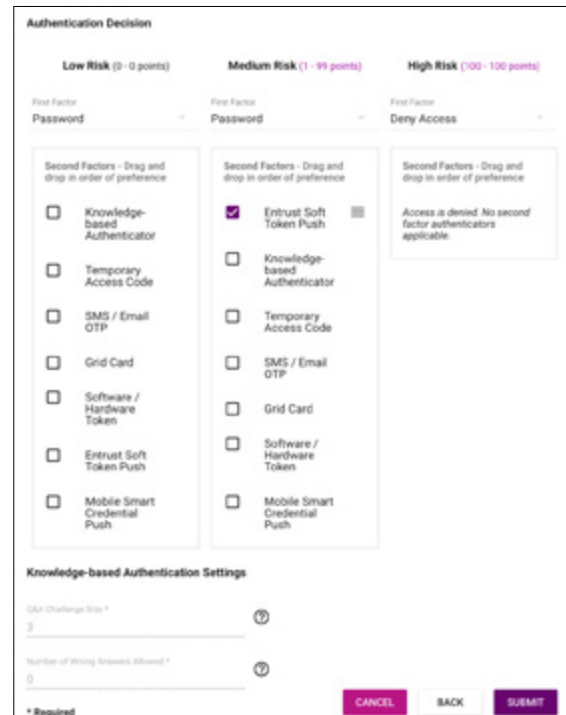 Authentication Decision
Low Risk (0 - 0 points)
Medium Risk (1 - 99 points)
High Risk (100 - 100 points)
First Factor
Password
First Factor
Password
First Factor
Deny Access
Second Factors - Drag and
drop in order of preference
Knowledge-
based
Authenticator
Temporary
Access Code
SMS / Email
OTP
Grid Card
Software /
Hardware
Token
Entrust Soft
Token Push
Mobile Smart
Credential
Push
Second Factors - Drag and
drop in order of preference
Entrust Soft
Token Push
Knowledge-
based
Authenticator
Temporary
Access Code
SMS / Email
OTP
Grid Card
Software /
Hardware
Token
Mobile Smart
Credential
Push
Second Factors - Drag and
drop in order of preference
Access is denied. No second
factor authenticators
applicable.
Knowledge-based Authentication Settings
Q&A Challenge Size *
3
Number of Wrong Answers Allowed *
0
* Required
CANCEL
BACK
SUBMIT